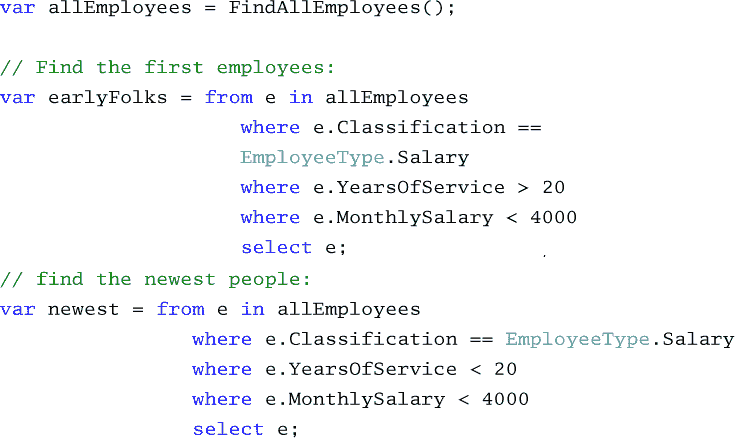 var allEmployees = FindAllEmployees();
// Find the first employees:
var earlyFolks = from e in allEmployees
where e.Classification ==
EmployeeType.Salary
where e.YearsOfService > 20
where e.MonthlySalary < 4000
select e;
// find the newest people:
var newest = from e in allEmployees
where e.Classification == EmployeeType.Salary
where e.YearsOfService < 20
where e.MonthlySalary < 4000
select e;